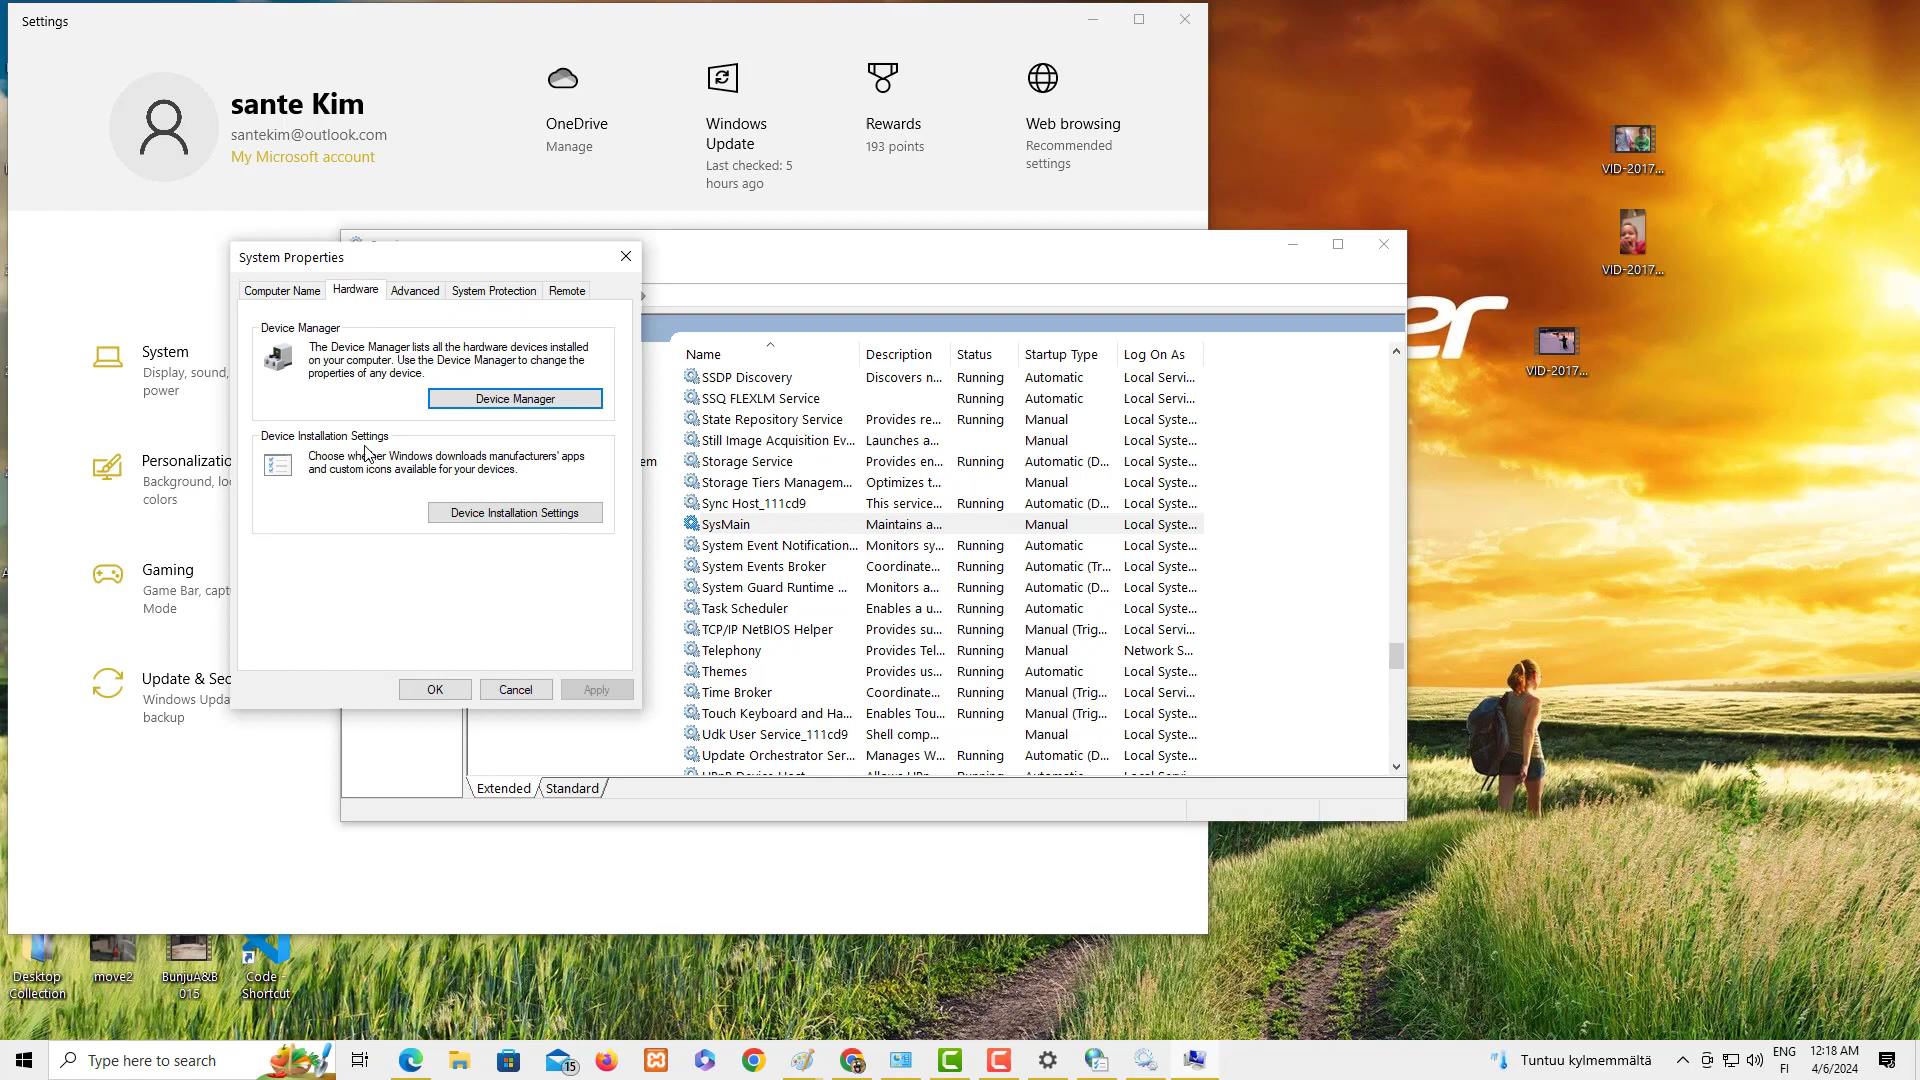 Settings
sante Kim
santekim@outlook.com
My Microsoft account
OneDrive
Manage
Windows
Update
Last checked: 5
hours ago
Rewards
193 points
Web browsing
Recommended
settings
System
Display, sound,
power
Personalizatio
Background, lo
colors
Gaming
Game Bar, capt
Mode
Update & Sec
Windows Upda
backup
System Properties
Computer Name
Hardware
Advanced
System Protection
Remote
Device Manager
The Device Manager lists all the hardware devices installed
on your computer. Use the Device Manager to change the
properties of any device.
Device Manager
Device Installation Settings
Choose whether Windows downloads manufacturers' apps
and custom icons available for your devices.
Device Installation Settings
OK
Cancel
Apply
Name Description Status Startup Type Log On As
SSDP Discovery Discovers n... Running Automatic Local Servi...
SSQ FLEXLM Service Running Automatic Local Servi...
State Repository Service Provides re... Running Manual Local Syste...
Still Image Acquisition Ev... Launches a... Manual Local Syste...
Storage Service Provides en... Running Automatic (D... Local Syste...
Storage Tiers Managem... Optimizes t... Manual Local Syste...
Sync Host_111cd9 This service... Running Automatic (D... Local Syste...
SysMain Maintains a... Manual Local Syste...
System Event Notification... Monitors sy... Running Automatic Local Syste...
System Events Broker Coordinate... Running Automatic (Tr... Local Syste...
System Guard Runtime ... Monitors a... Running Automatic (D... Local Syste...
Task Scheduler Enables a u... Running Automatic Local Syste...
TCP/IP NetBIOS Helper Provides su... Running Manual (Trig... Local Servi...
Telephony Provides Tel... Running Manual Network S...
Themes Provides us... Running Automatic Local Syste...
Time Broker Coordinate... Running Manual (Trig... Local Servi...
Touch Keyboard and Ha... Enables Tou... Running Manual (Trig... Local Syste...
Udk User Service_111cd9 Shell comp... Manual Local Syste...
Update Orchestrator Ser... Manages W... Running Automatic (D... Local Syste...
em
Extended
Standard
er
VID-2017...
VID-2017...
VID-2017...
Desktop
Collection
move2
BunjuA&B
015
Code -
Shortcut
Type here to search
15
Tuntuu kylmemmältä
ENG
FI
12:18 AM
4/6/2024